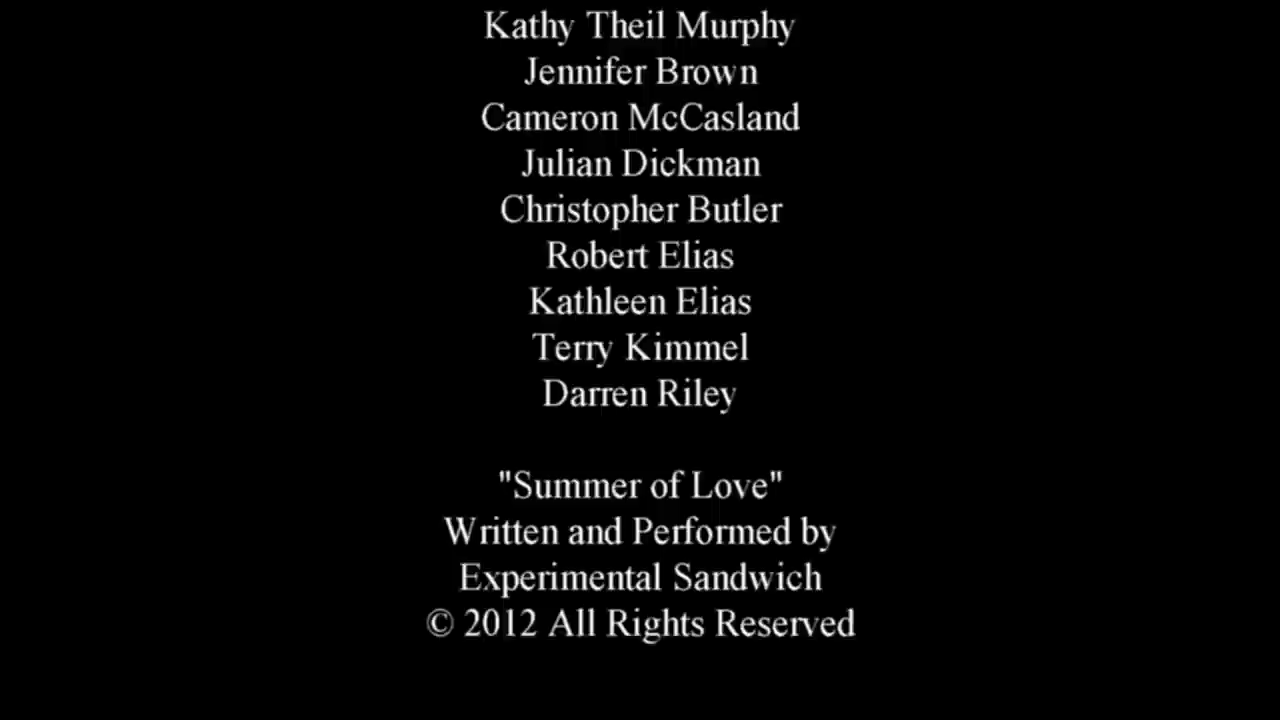 Kathy Theil Murphy
Jennifer Brown
Cameron McCasland
Julian Dickman
Christopher Butler
Robert Elias
Kathleen Elias
Terry Kimmel
Darren Riley
"Summer of Love"
Written and Performed by
Experimental Sandwich
© 2012 All Rights Reserved